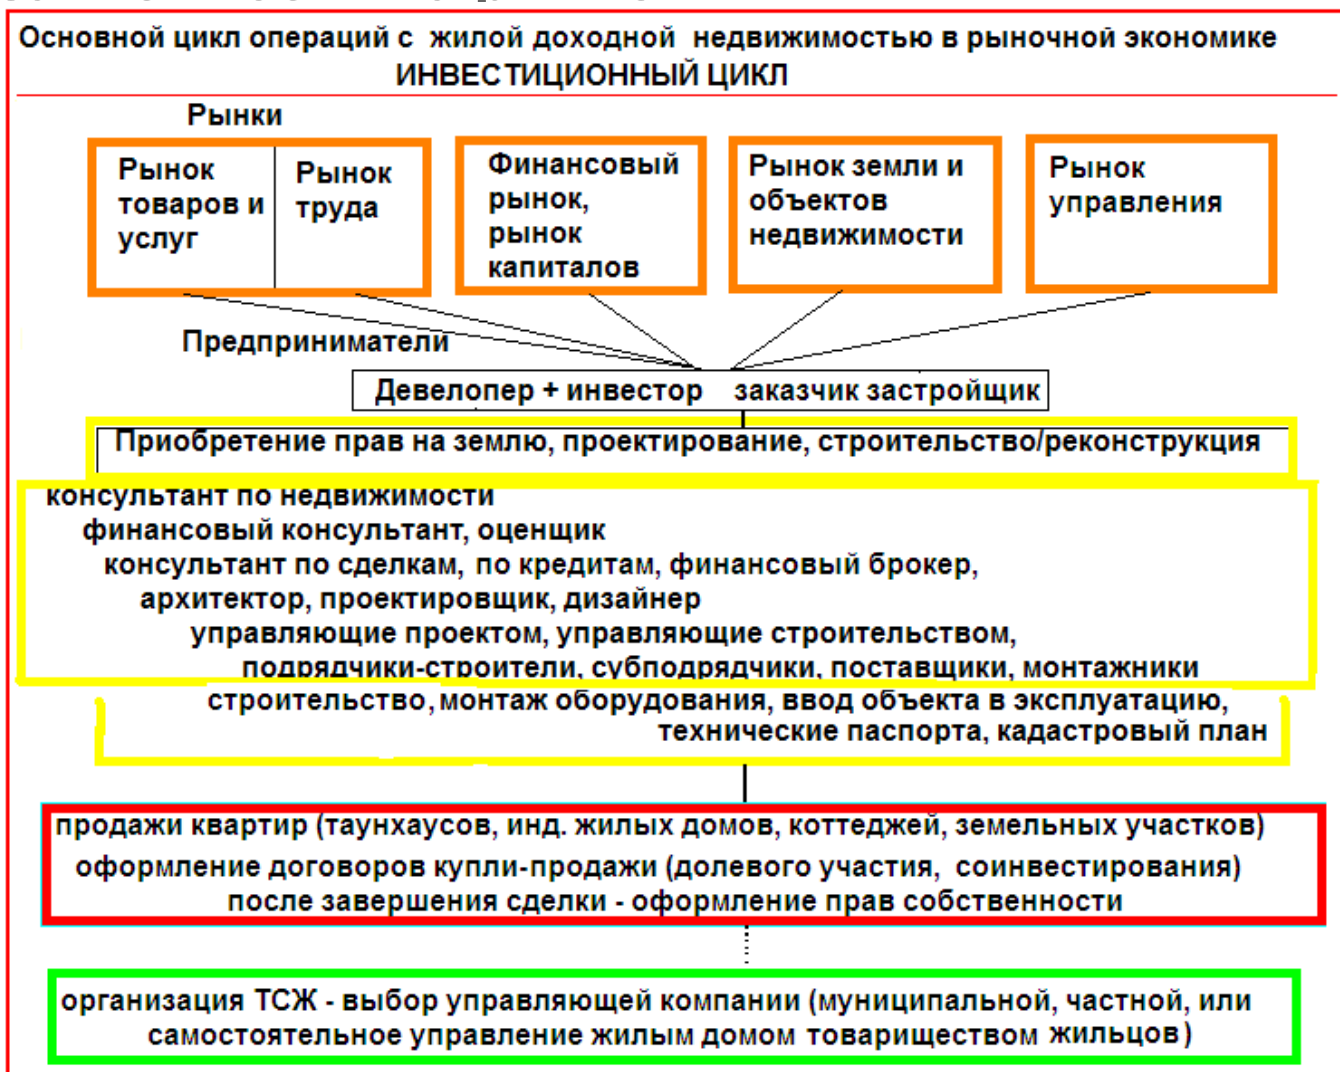 Основной цикл операций с жилой доходной недвижимостью в рыночной экономике
ИНВЕСТИЦИОННЫЙ ЦИКЛ
Рынки
Рынок
товаров и
услуг
Рынок
труда
Финансовый
рынок,
рынок
капиталов
Рынок земли и
объектов
недвижимости
Рынок
управления
Предприниматели
Девелопер + инвестор заказчик застройщик
Приобретение прав на землю, проектирование, строительство/реконструкция
консультант по недвижимости
финансовый консультант, оценщик
консультант по сделкам, по кредитам, финансовый брокер,
архитектор, проектировщик, дизайнер
управляющие проектом, управляющие строительством,
подрядчики-строители, субподрядчики, поставщики, монтажники
строительство, монтаж оборудования, ввод объекта в эксплуатацию,
технические паспорта, кадастровый план
продажи квартир (таунхаусов, инд. жилых домов, коттеджей, земельных участков)
оформление договоров купли-продажи (долевого участия, соинвестирования)
после завершения сделки - оформление прав собственности
организация ТСЖ - выбор управляющей компании (муниципальной, частной, или
самостоятельное управление жилым домом товариществом жильцов)